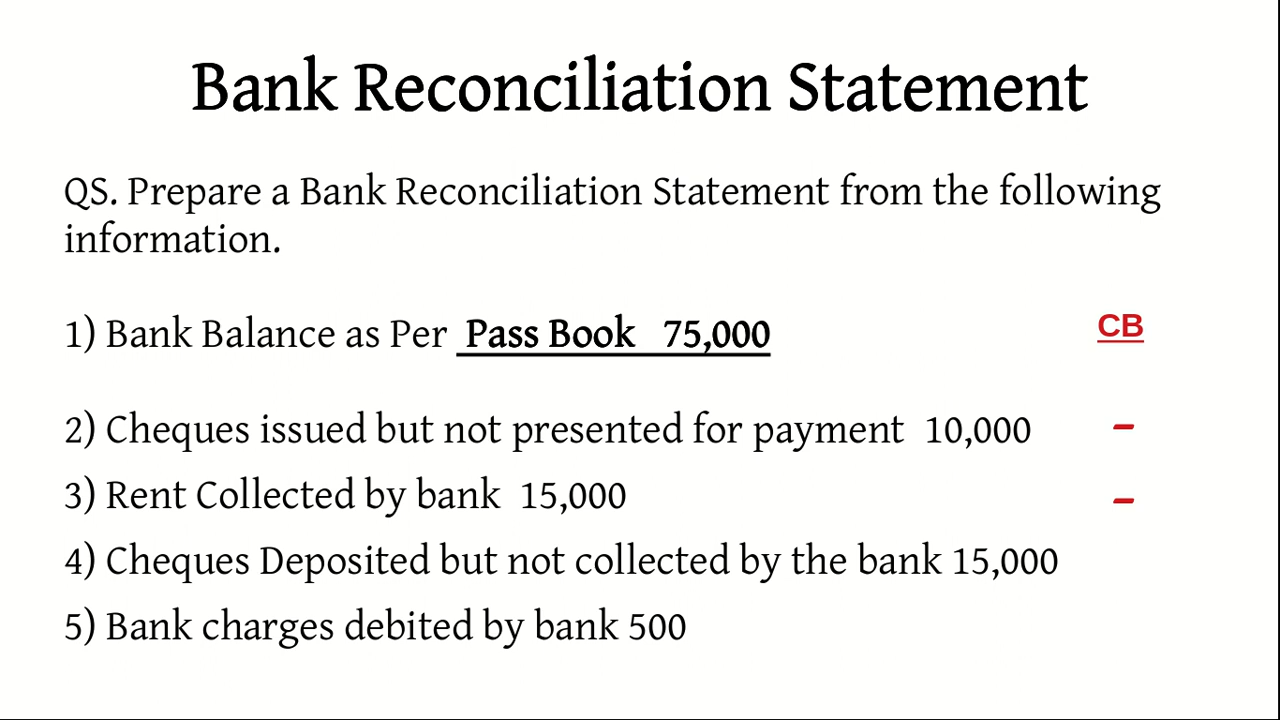 Bank Reconciliation Statement
QS. Prepare a Bank Reconciliation Statement from the following
information.
1) Bank Balance as Per Pass Book 75,000
CB
2) Cheques issued but not presented for payment 10,000 –
3) Rent Collected by bank 15,000 –
4) Cheques Deposited but not collected by the bank 15,000
5) Bank charges debited by bank 500